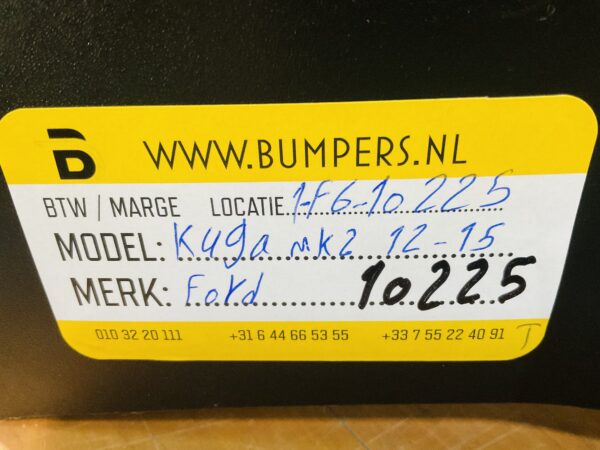 B WWW.BUMPERS.NL
BTW / MARGE LOCATIE 1-F6-10225
MODEL: Kuga mk2 12-15
MERK: Ford 10225
010 32 20 111 +31 6 44 66 53 55 +33 7 55 22 40 91 T